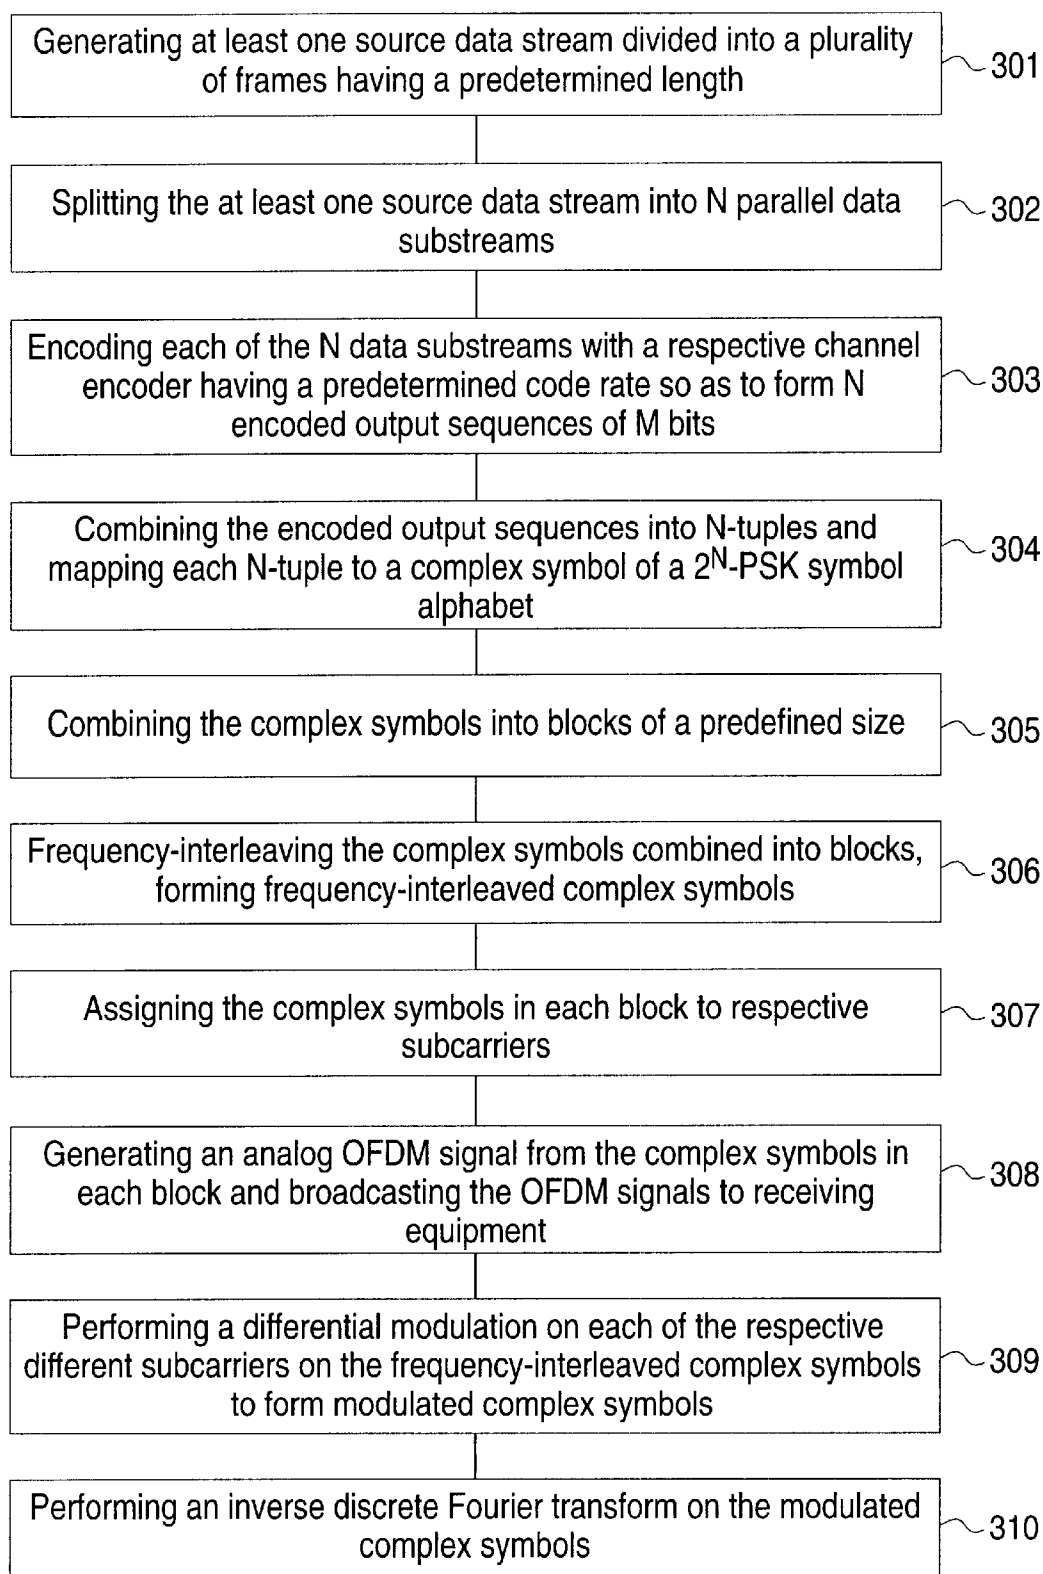 Generating at least one source data stream divided into a plurality
of frames having a predetermined length
301
Splitting the at least one source data stream into N parallel data
substreams
302
Encoding each of the N data substreams with a respective channel
encoder having a predetermined code rate so as to form N
encoded output sequences of M bits
303
Combining the encoded output sequences into N-tuples and
mapping each N-tuple to a complex symbol of a 2^N-PSK symbol
alphabet
304
Combining the complex symbols into blocks of a predefined size
305
Frequency-interleaving the complex symbols combined into blocks,
forming frequency-interleaved complex symbols
306
Assigning the complex symbols in each block to respective
subcarriers
307
Generating an analog OFDM signal from the complex symbols in
each block and broadcasting the OFDM signals to receiving
equipment
308
Performing a differential modulation on each of the respective
different subcarriers on the frequency-interleaved complex symbols
to form modulated complex symbols
309
Performing an inverse discrete Fourier transform on the modulated
complex symbols
310